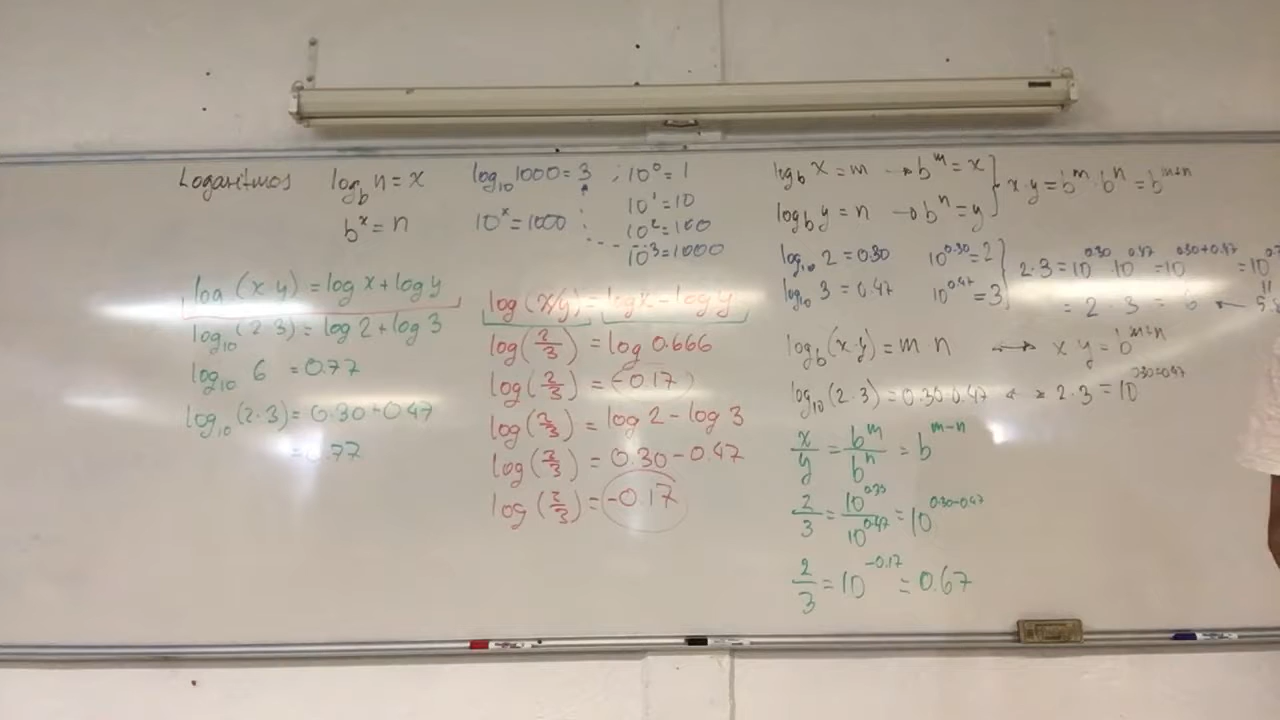 Logaritmos log_b n = x
b^x = n
log_10 1000 = 3 ; 10^0 = 1
10^1 = 10
10^x = 1000
10^2 = 100
10^3 = 1000
log (x y) = log x + log y
log_10 (2 3) = log 2 + log 3
log_10 6 = 0.77
log_10 (2·3) = 0.30 + 0.47
= 0.77
log (x/y) = log x - log y
log (2/3) = log 0.666
log (2/3) = (-0.17)
log (2/3) = log 2 - log 3
log (2/3) = 0.30 - 0.47
log (2/3) = -0.17
log_b x = m → b^m = x } x·y = b^m · b^n = b^{m+n}
log_b y = n → b^n = y
log_10 2 = 0.30 10^0.30 = 2 } 2·3 = 10^0.30 10^0.47 = 10^{0.30+0.47} = 10
log_10 3 = 0.47 10^0.47 = 3
= 2 · 3 = 6 ←
log_b (x·y) = m n ↔ x y = b^{m+n}
log_10 (2·3) = 0.30 0.47 2·3 = 10^{0.30+0.47}
x/y = b^m/b^n = b^{m-n}
2/3 = 10^0.30/10^0.47 = 10^{0.30-0.47}
2/3 = 10^{-0.17} = 0.67